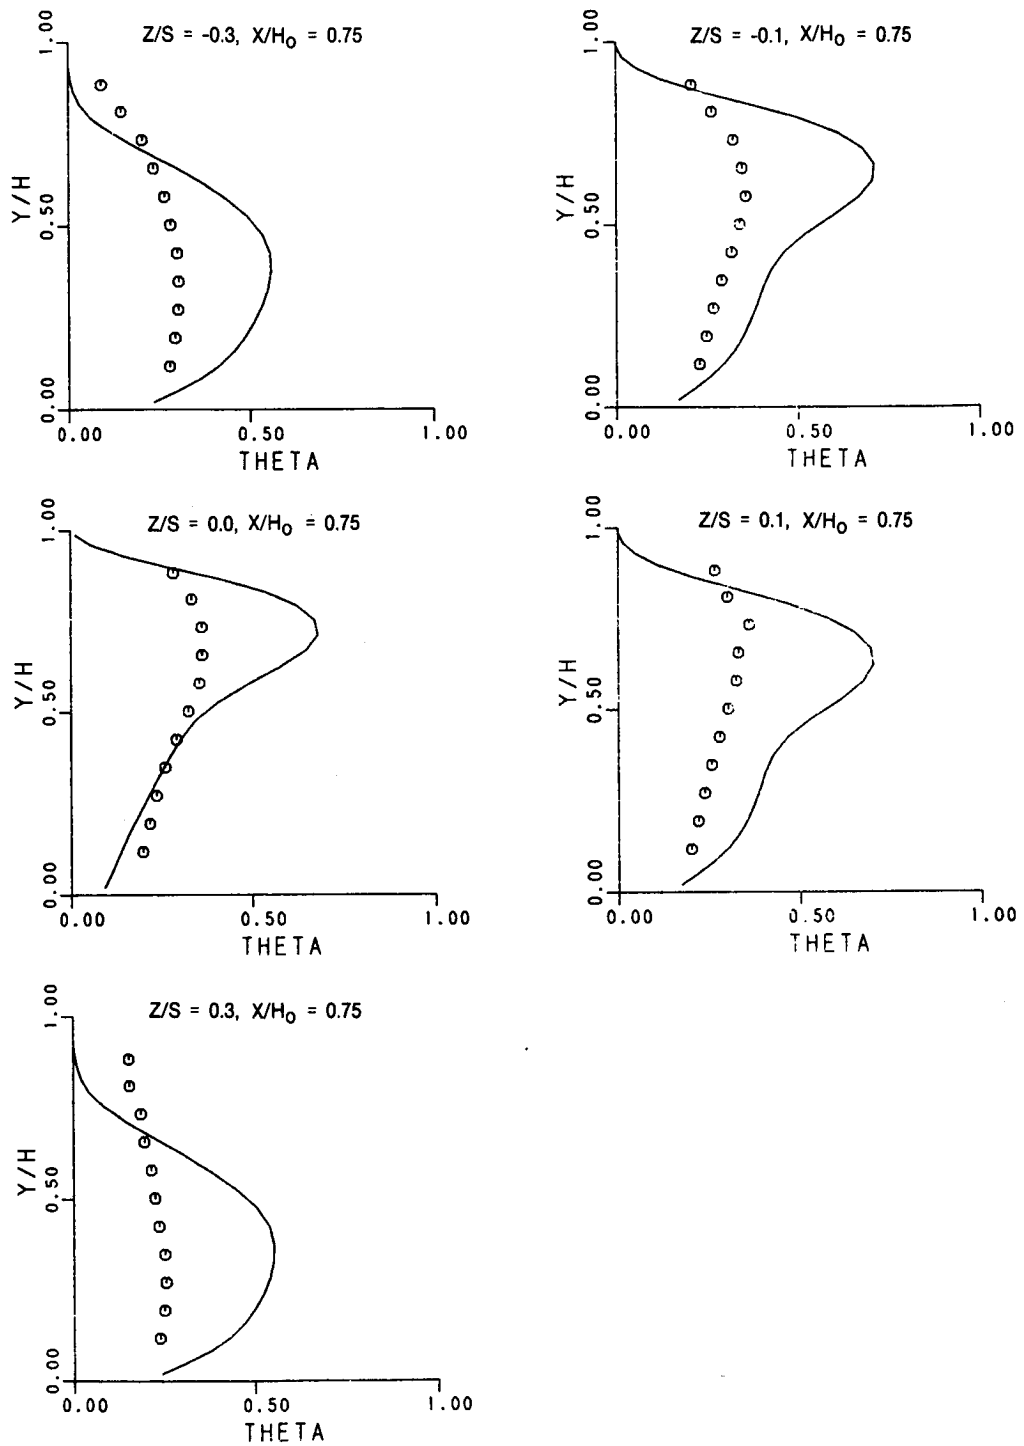 Z/S = -0.3, X/H0 = 0.75
1.00
0.50
0.00
Y/H
0.00 0.50 1.00
THETA
Z/S = -0.1, X/H0 = 0.75
1.00
0.50
0.00
Y/H
0.00 0.50 1.00
THETA
Z/S = 0.0, X/H0 = 0.75
1.00
0.50
0.00
Y/H
0.00 0.50 1.00
THETA
Z/S = 0.1, X/H0 = 0.75
1.00
0.50
0.00
Y/H
0.00 0.50 1.00
THETA
Z/S = 0.3, X/H0 = 0.75
1.00
0.50
0.00
Y/H
0.00 0.50 1.00
THETA